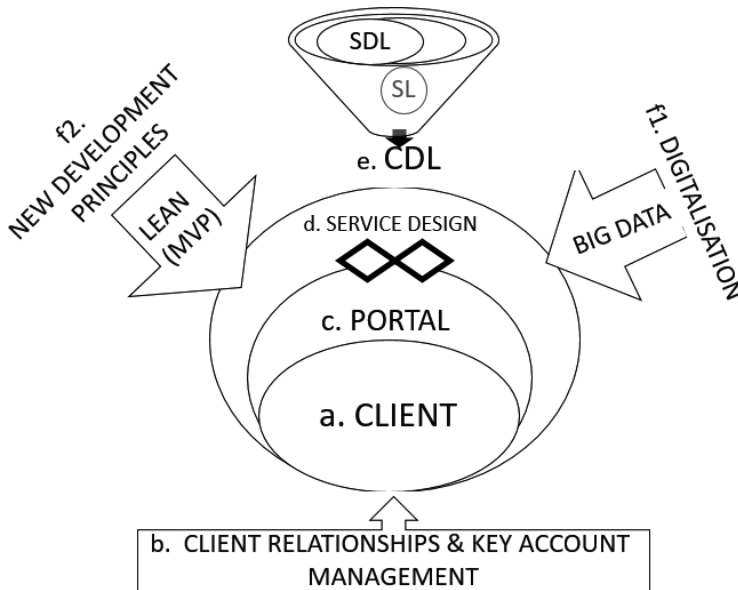 SDL
SL
e. CDL
f2.
NEW DEVELOPMENT
PRINCIPLES
LEAN
(MVP)
f1. DIGITALISATION
BIG DATA
d. SERVICE DESIGN
c. PORTAL
a. CLIENT
b. CLIENT RELATIONSHIPS & KEY ACCOUNT
MANAGEMENT